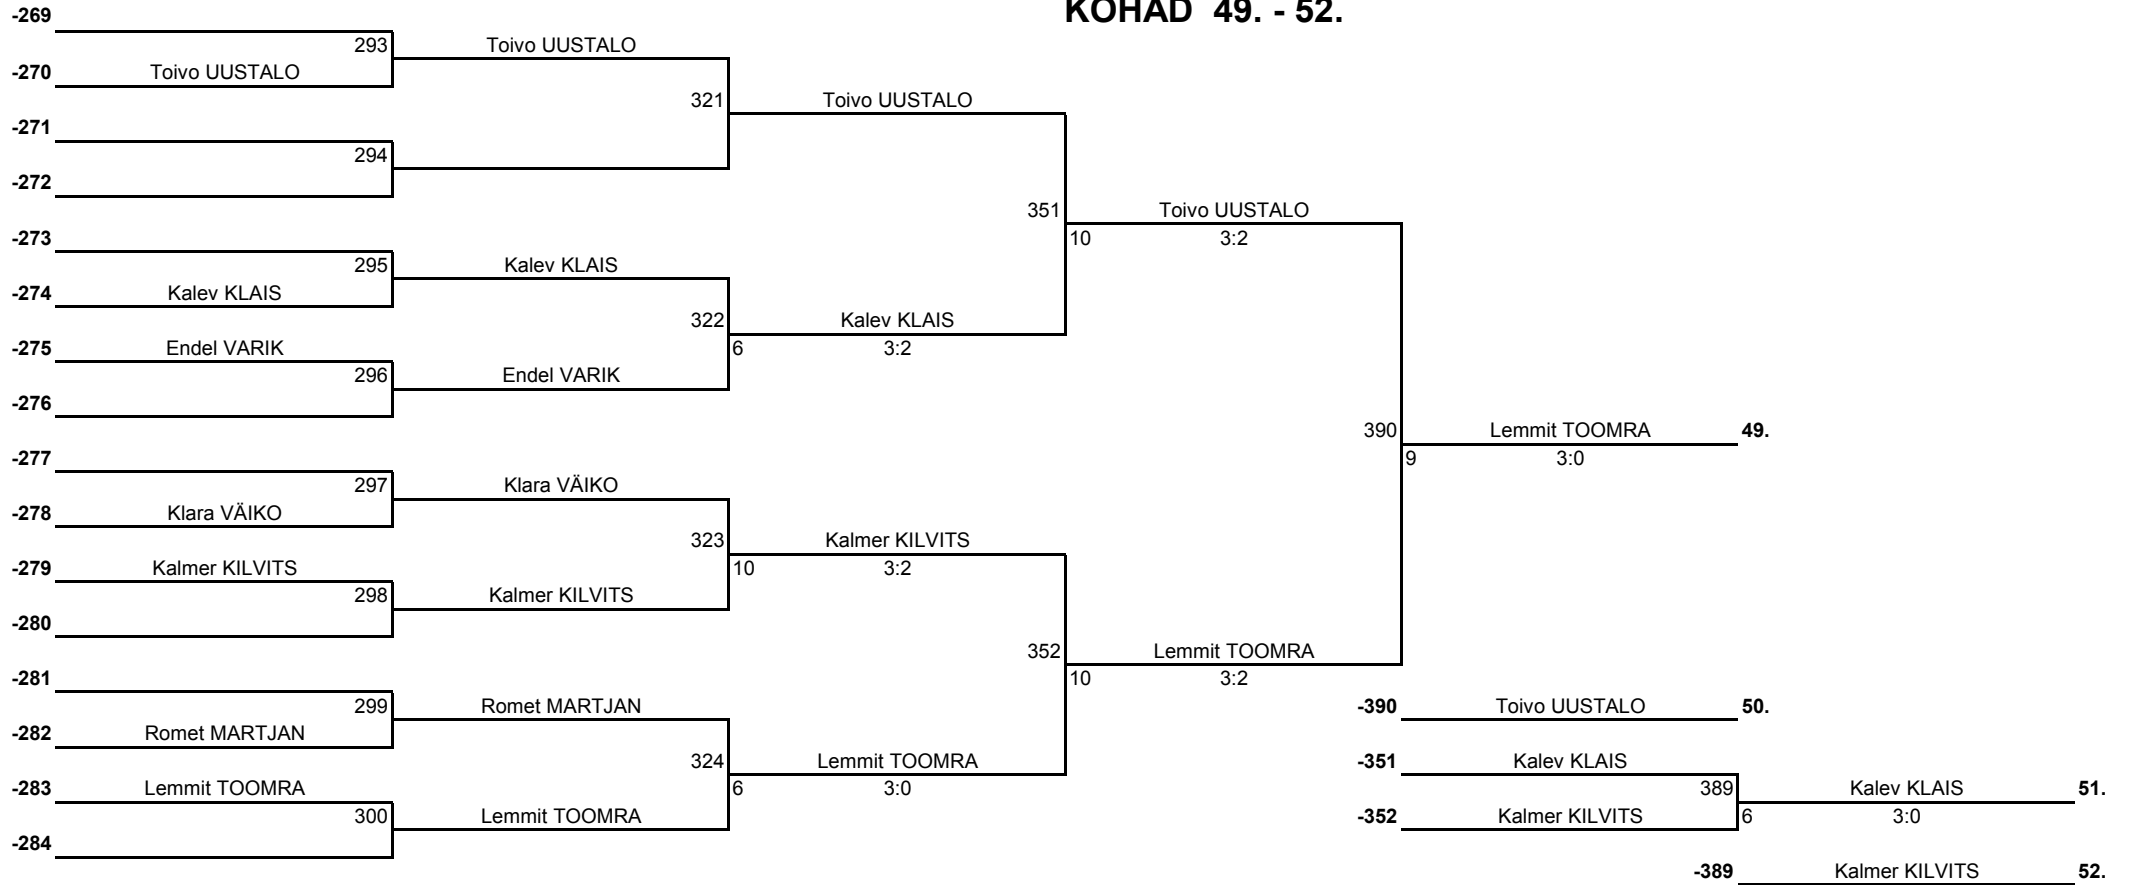 KOHAD 49. - 52.
-269
293 Toivo UUSTALO
-270 Toivo UUSTALO
321 Toivo UUSTALO
-271
294
-272
351 Toivo UUSTALO
-273 10 3:2
295 Kalev KLAIS
-274 Kalev KLAIS
322 Kalev KLAIS
-275 Endel VARIK 6 3:2
296 Endel VARIK
-276
390 Lemmit TOOMRA 49.
-277 9 3:0
297 Klara VÄIKO
-278 Klara VÄIKO
323 Kalmer KILVITS
-279 Kalmer KILVITS 10 3:2
298 Kalmer KILVITS
-280
352 Lemmit TOOMRA
-281 10 3:2
299 Romet MARTJAN -390 Toivo UUSTALO 50.
-282 Romet MARTJAN
324 Lemmit TOOMRA -351 Kalev KLAIS
-283 Lemmit TOOMRA 6 3:0 389 Kalev KLAIS 51.
300 Lemmit TOOMRA -352 Kalmer KILVITS 6 3:0
-284
-389 Kalmer KILVITS 52.